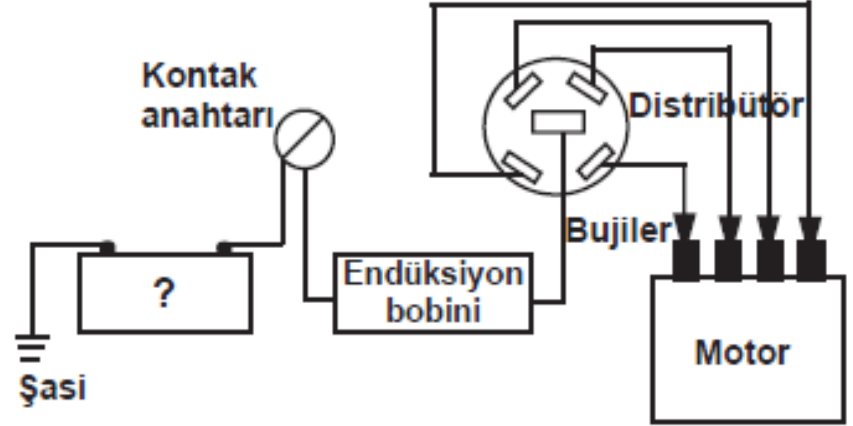 Kontak
anahtarı
Distribütör
Bujiler
?
Endüksiyon
bobini
Motor
Şasi